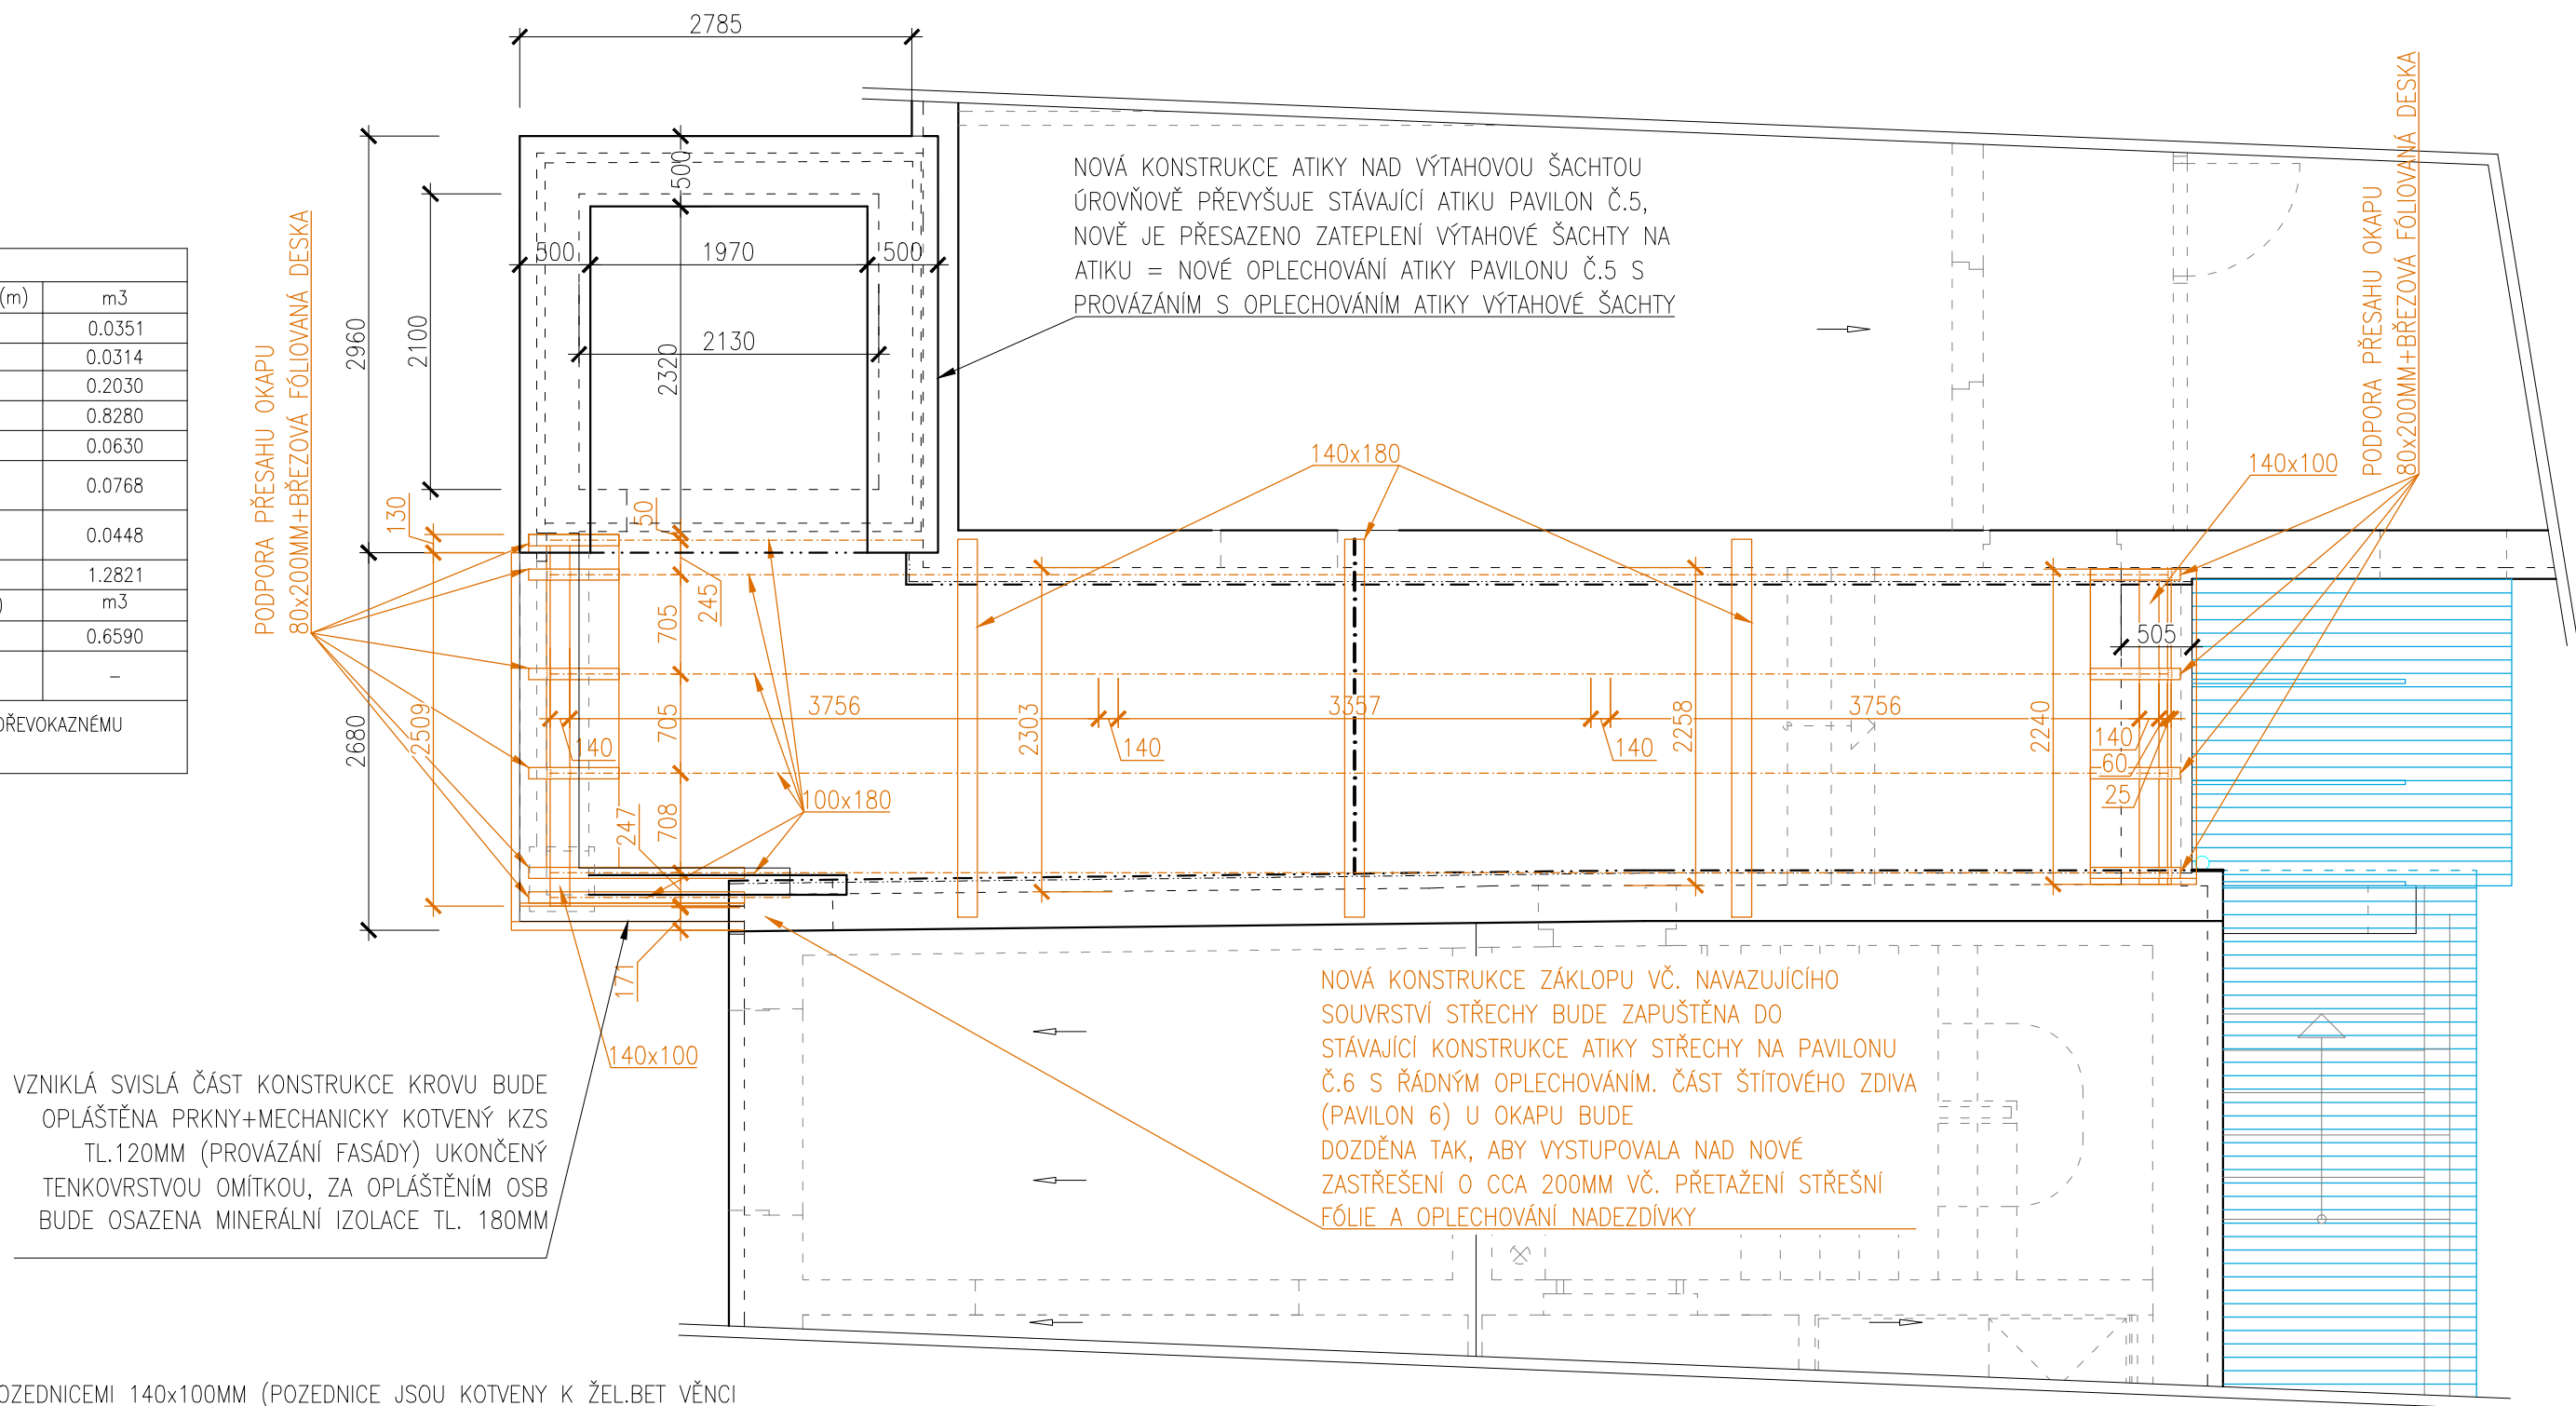 2785
NOVÁ KONSTRUKCE ATIKY NAD VÝTAHOVOU ŠACHTOU
ÚROVŇOVĚ PŘEVYŠUJE STÁVAJÍCÍ ATIKU PAVILON Č.5,
NOVĚ JE PŘESAZENO ZATEPLENÍ VÝTAHOVÉ ŠACHTY NA
ATIKU = NOVÉ OPLECHOVÁNÍ ATIKY PAVILONU Č.5 S
PROVÁZÁNÍM S OPLECHOVÁNÍM ATIKY VÝTAHOVÉ ŠACHTY
(m) m3
0.0351
0.0314
0.2030
0.8280
0.0630
0.0768
0.0448
1.2821
) m3
0.6590
–
DŘEVOKAZNÉMU
PODPORA PŘESAHU OKAPU
80x200MM+BŘEZOVÁ FÓLIOVANÁ DESKA
PODPORA PŘESAHU OKAPU
80x200MM+BŘEZOVÁ FÓLIOVANÁ DESKA
500
500 1970 500
2960
2100
2320
2130
130
50
140x180
140x100
245
705
705
708
247
171
2509
2680
3756
140
2303
140
3357
140
2258
3756
2240
505
140
60
25
100x180
140x100
NOVÁ KONSTRUKCE ZÁKLOPU VČ. NAVAZUJÍCÍHO
SOUVRSTVÍ STŘECHY BUDE ZAPUŠTĚNA DO
STÁVAJÍCÍ KONSTRUKCE ATIKY STŘECHY NA PAVILONU
Č.6 S ŘÁDNÝM OPLECHOVÁNÍM. ČÁST ŠTÍTOVÉHO ZDIVA
(PAVILON 6) U OKAPU BUDE
DOZDĚNA TAK, ABY VYSTUPOVALA NAD NOVÉ
ZASTŘEŠENÍ O CCA 200MM VČ. PŘETAŽENÍ STŘEŠNÍ
FÓLIE A OPLECHOVÁNÍ NADEZDÍVKY
VZNIKLÁ SVISLÁ ČÁST KONSTRUKCE KROVU BUDE
OPLÁŠTĚNA PRKNY+MECHANICKY KOTVENÝ KZS
TL.120MM (PROVÁZÁNÍ FASÁDY) UKONČENÝ
TENKOVRSTVOU OMÍTKOU, ZA OPLÁŠTĚNÍM OSB
BUDE OSAZENA MINERÁLNÍ IZOLACE TL. 180MM
OZEDNICEMI 140x100MM (POZEDNICE JSOU KOTVENY K ŽEL.BET VĚNCI